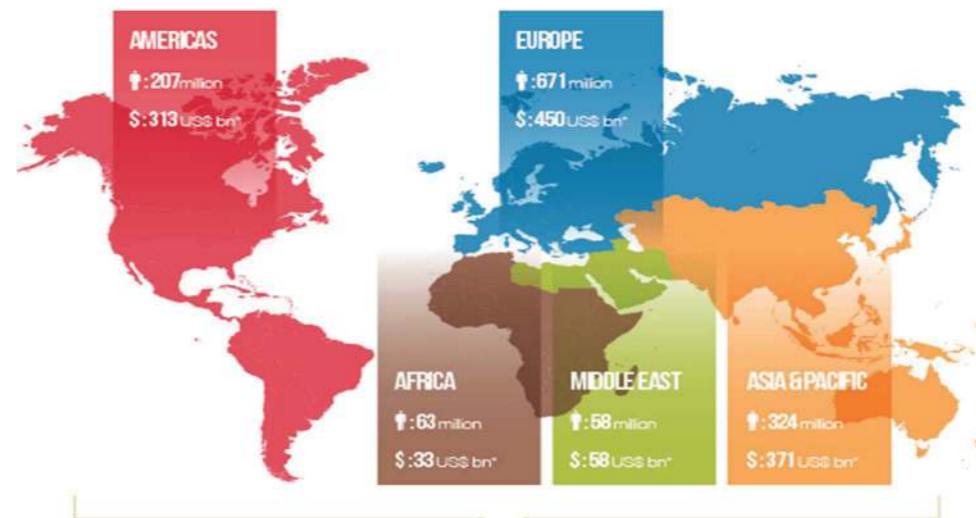 AMERICAS
:207 million
$:313 US$ bn*
EUROPE
:671 million
$:450 US$ bn*
AFRICA
:63 million
$:33 US$ bn*
MIDDLE EAST
:58 million
$:58 US$ bn*
ASIA & PACIFIC
:324 million
$:371 US$ bn*